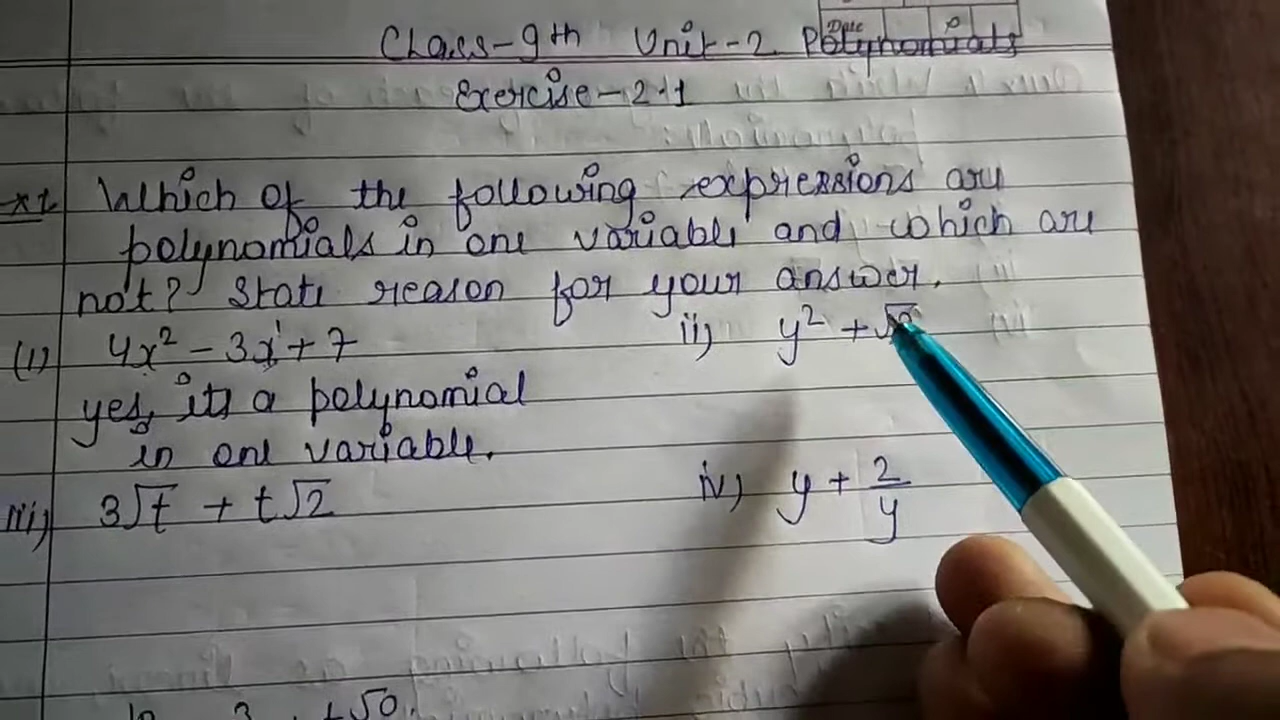 Date
Class-9th Unit-2 Polynomials
Exercise-2.1
Which of the following expressions are
polynomials in one variable and which are
not? State reason for your answer.
(i) 4x² - 3x¹ + 7 ii) y² + √
yes, its a polynomial
in one variable.
iii) 3√t + t√2 iv) y + 2/y